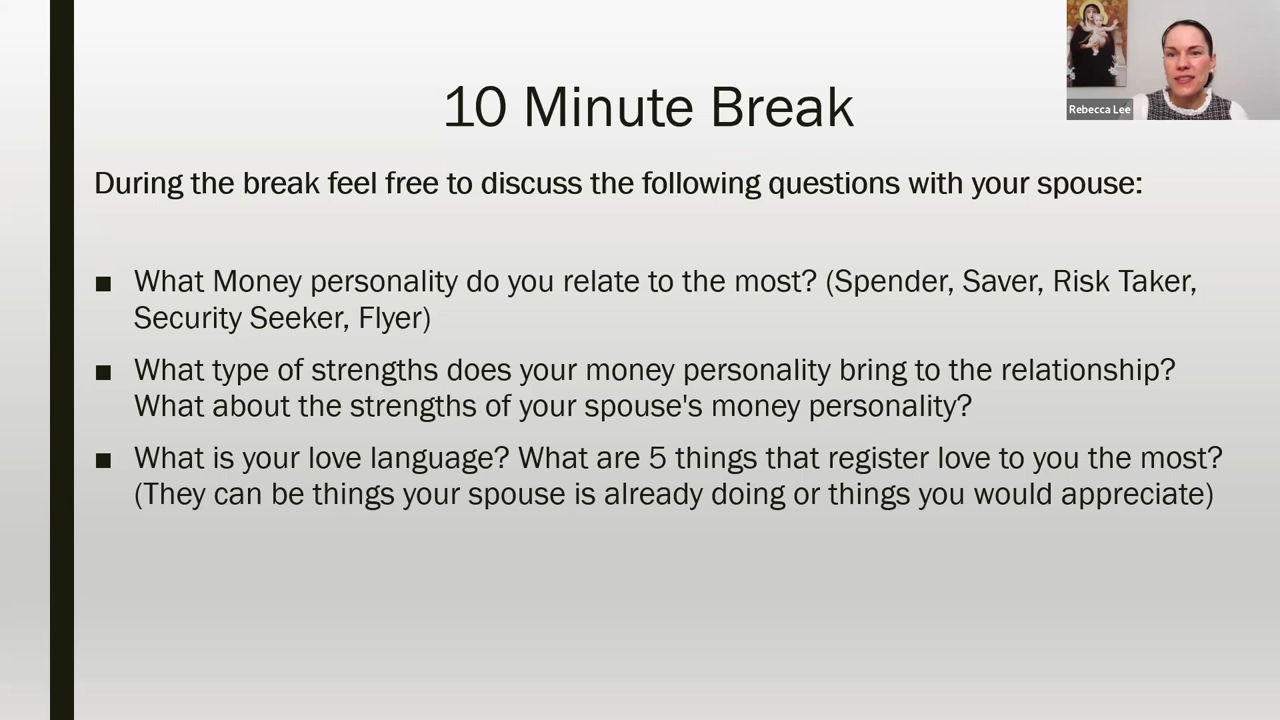 10 Minute Break
Rebecca Lee
During the break feel free to discuss the following questions with your spouse:
■ What Money personality do you relate to the most? (Spender, Saver, Risk Taker,
Security Seeker, Flyer)
■ What type of strengths does your money personality bring to the relationship?
What about the strengths of your spouse's money personality?
■ What is your love language? What are 5 things that register love to you the most?
(They can be things your spouse is already doing or things you would appreciate)